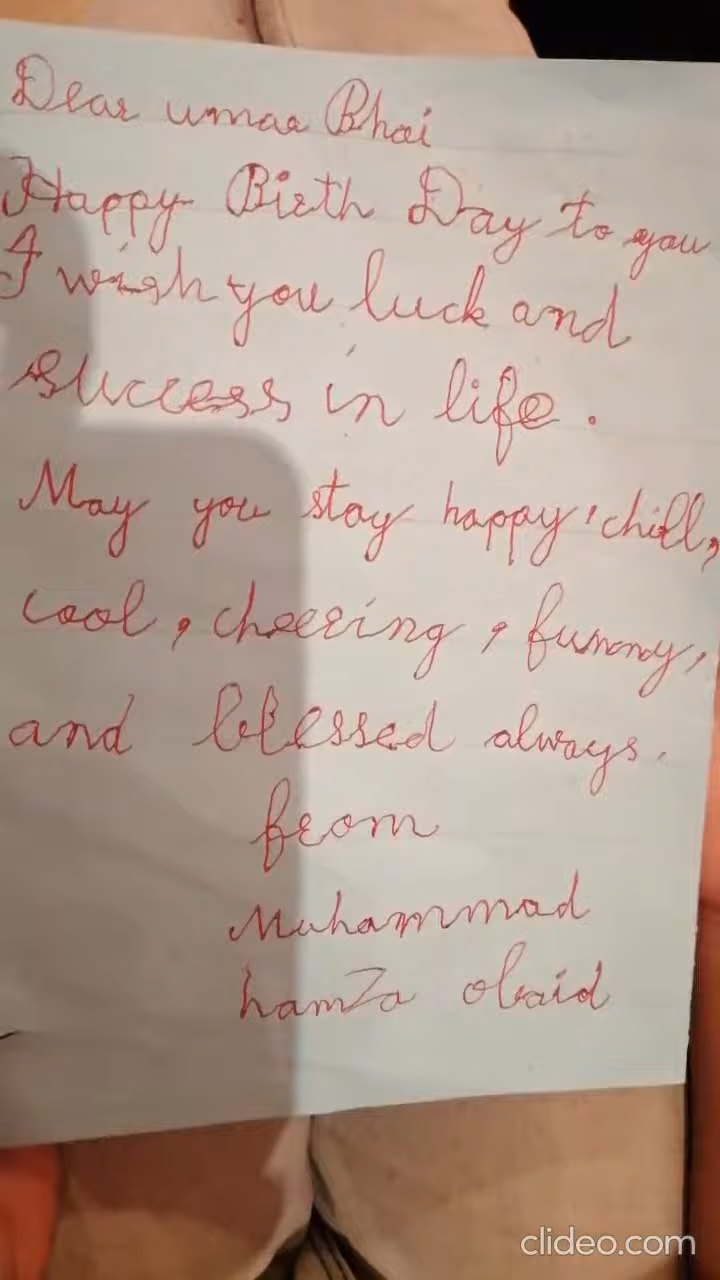 Dear umar Bhai
Happy Birth Day to you
I wish you luck and
success in life.
May you stay happy, chill,
cool, cheering, funny,
and blessed always.
from
Muhammad
hamza obaid
clideo.com